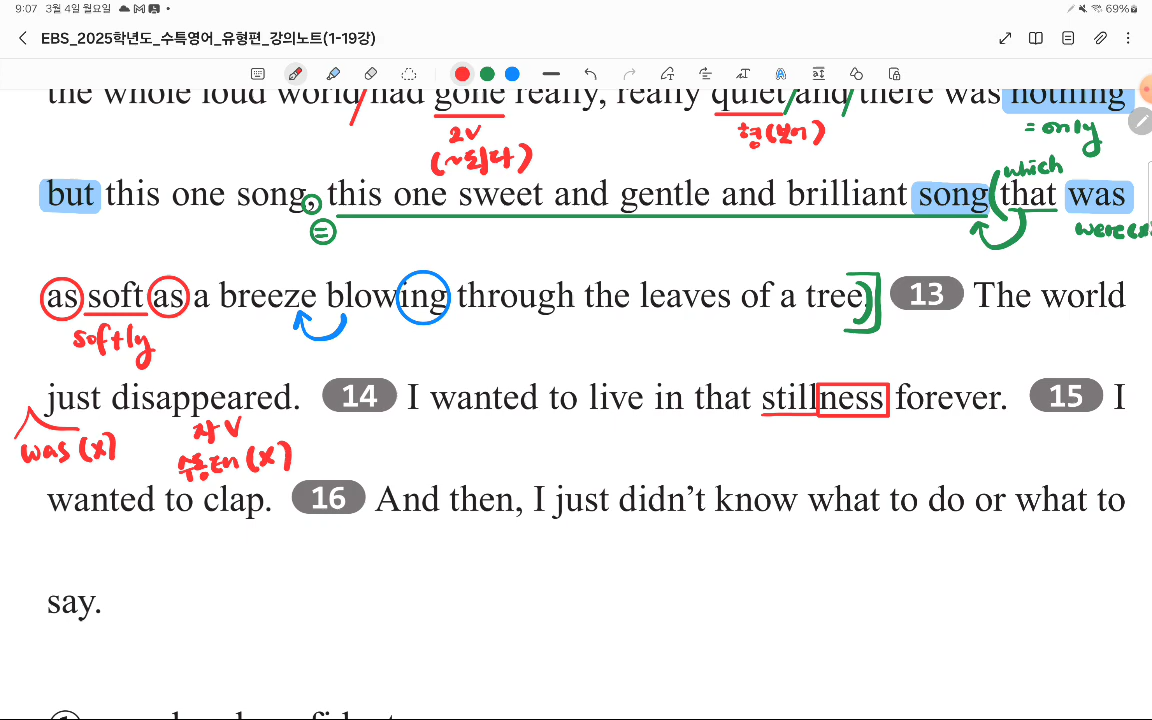 9:07 3월 4일 월요일
69%
EBS_2025학년도_수특영어_유형편_강의노트(1-19강)
the whole loud world/had gone really, really quiet/and/there was nothing
2V
(~되다)
형(보어)
= only
which
but this one song, this one sweet and gentle and brilliant song (that was
=
were(x)
as soft as a breeze blowing through the leaves of a tree.)] 13 The world
softly
just disappeared. 14 I wanted to live in that stillness forever. 15 I
was (x)
자V
수동태(x)
wanted to clap. 16 And then, I just didn't know what to do or what to
say.